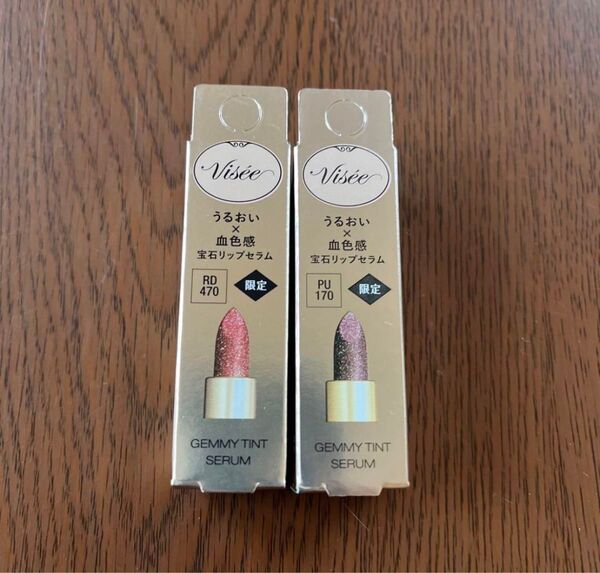 Visée
うるおい
×
血色感
宝石リップセラム
RD
470
限定
GEMMY TINT
SERUM
Visée
うるおい
×
血色感
宝石リップセラム
PU
170
限定
GEMMY TINT
SERUM